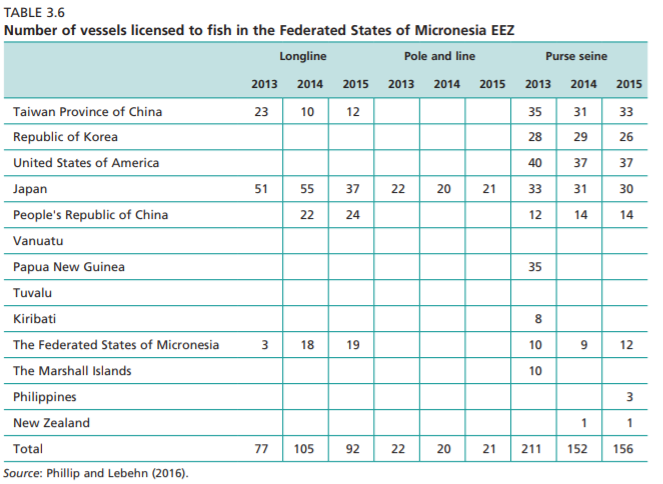 TABLE 3.6
Number of vessels licensed to fish in the Federated States of Micronesia EEZ
Longline Pole and line Purse seine
2013 2014 2015 2013 2014 2015 2013 2014 2015
Taiwan Province of China 23 10 12 35 31 33
Republic of Korea 28 29 26
United States of America 40 37 37
Japan 51 55 37 22 20 21 33 31 30
People's Republic of China 22 24 12 14 14
Vanuatu
Papua New Guinea 35
Tuvalu
Kiribati 8
The Federated States of Micronesia 3 18 19 10 9 12
The Marshall Islands 10
Philippines 3
New Zealand 1 1
Total 77 105 92 22 20 21 211 152 156
Source: Phillip and Lebehn (2016).